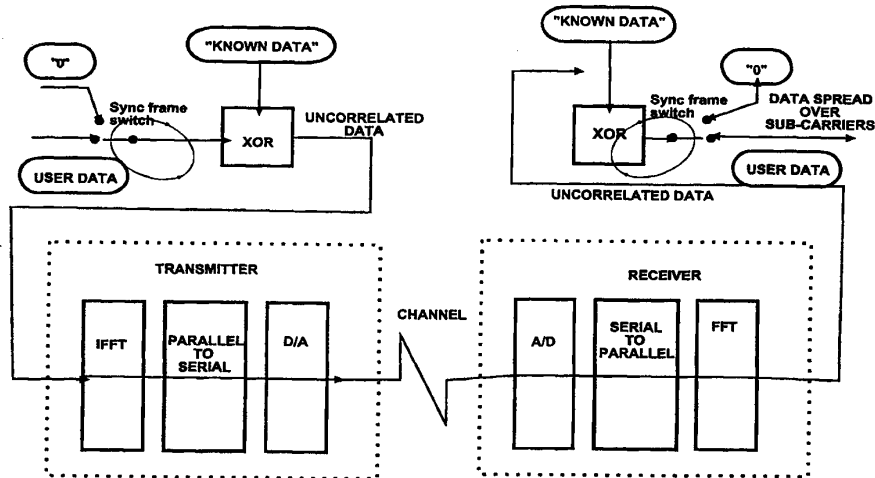 "KNOWN DATA"
"0"
Sync frame
switch
XOR
UNCORRELATED
DATA
USER DATA
"KNOWN DATA"
"0"
Sync frame
switch
XOR
DATA SPREAD
OVER
SUB-CARRIERS
USER DATA
UNCORRELATED DATA
TRANSMITTER
IFFT
PARALLEL
TO
SERIAL
D/A
CHANNEL
RECEIVER
A/D
SERIAL
TO
PARALLEL
FFT